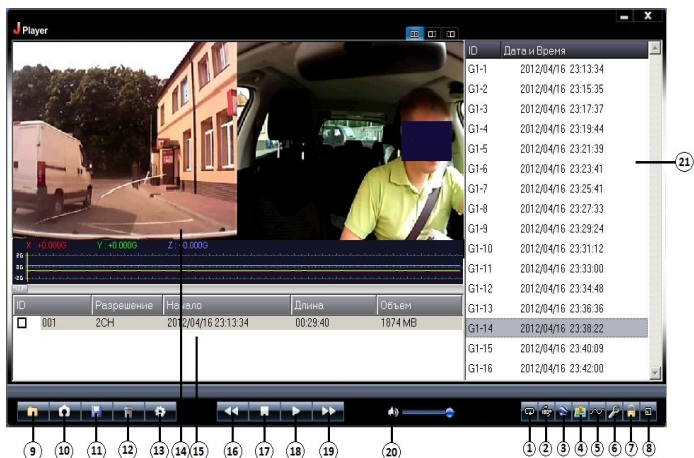 J Player
ID Дата и Время
G1-1 2012/04/16 23:13:34
G1-2 2012/04/16 23:15:35
G1-3 2012/04/16 23:17:37
G1-4 2012/04/16 23:19:44
G1-5 2012/04/16 23:21:39
G1-6 2012/04/16 23:23:41
G1-7 2012/04/16 23:25:41
G1-8 2012/04/16 23:27:33
G1-9 2012/04/16 23:29:24
G1-10 2012/04/16 23:31:12
G1-11 2012/04/16 23:33:00
G1-12 2012/04/16 23:34:48
G1-13 2012/04/16 23:36:36
G1-14 2012/04/16 23:38:22
G1-15 2012/04/16 23:40:09
G1-16 2012/04/16 23:42:00
21
X : +0.000G Y : +0.000G Z : +0.000G
2G
0G
-2G
ID Разрешение Начало Длина Объем
001 2CH 2012/04/16 23:13:34 00:29:40 1874 MB
9 10 11 12 13 14 15 16 17 18 19 20 1 2 3 4 5 6 7 8